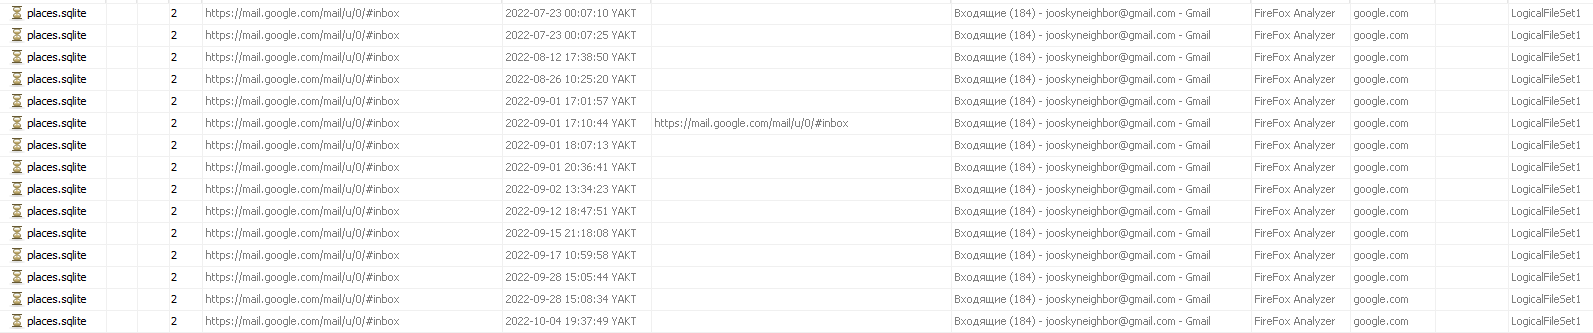 places.sqlite 2 https://mail.google.com/mail/u/0/#inbox 2022-07-23 00:07:10 YAKT Входящие (184) - jooskyneighbor@gmail.com - Gmail FireFox Analyzer google.com LogicalFileSet1
places.sqlite 2 https://mail.google.com/mail/u/0/#inbox 2022-07-23 00:07:25 YAKT Входящие (184) - jooskyneighbor@gmail.com - Gmail FireFox Analyzer google.com LogicalFileSet1
places.sqlite 2 https://mail.google.com/mail/u/0/#inbox 2022-08-12 17:38:50 YAKT Входящие (184) - jooskyneighbor@gmail.com - Gmail FireFox Analyzer google.com LogicalFileSet1
places.sqlite 2 https://mail.google.com/mail/u/0/#inbox 2022-08-26 10:25:20 YAKT Входящие (184) - jooskyneighbor@gmail.com - Gmail FireFox Analyzer google.com LogicalFileSet1
places.sqlite 2 https://mail.google.com/mail/u/0/#inbox 2022-09-01 17:01:57 YAKT Входящие (184) - jooskyneighbor@gmail.com - Gmail FireFox Analyzer google.com LogicalFileSet1
places.sqlite 2 https://mail.google.com/mail/u/0/#inbox 2022-09-01 17:10:44 YAKT https://mail.google.com/mail/u/0/#inbox Входящие (184) - jooskyneighbor@gmail.com - Gmail FireFox Analyzer google.com LogicalFileSet1
places.sqlite 2 https://mail.google.com/mail/u/0/#inbox 2022-09-01 18:07:13 YAKT Входящие (184) - jooskyneighbor@gmail.com - Gmail FireFox Analyzer google.com LogicalFileSet1
places.sqlite 2 https://mail.google.com/mail/u/0/#inbox 2022-09-01 20:36:41 YAKT Входящие (184) - jooskyneighbor@gmail.com - Gmail FireFox Analyzer google.com LogicalFileSet1
places.sqlite 2 https://mail.google.com/mail/u/0/#inbox 2022-09-02 13:34:23 YAKT Входящие (184) - jooskyneighbor@gmail.com - Gmail FireFox Analyzer google.com LogicalFileSet1
places.sqlite 2 https://mail.google.com/mail/u/0/#inbox 2022-09-12 18:47:51 YAKT Входящие (184) - jooskyneighbor@gmail.com - Gmail FireFox Analyzer google.com LogicalFileSet1
places.sqlite 2 https://mail.google.com/mail/u/0/#inbox 2022-09-15 21:18:08 YAKT Входящие (184) - jooskyneighbor@gmail.com - Gmail FireFox Analyzer google.com LogicalFileSet1
places.sqlite 2 https://mail.google.com/mail/u/0/#inbox 2022-09-17 10:59:58 YAKT Входящие (184) - jooskyneighbor@gmail.com - Gmail FireFox Analyzer google.com LogicalFileSet1
places.sqlite 2 https://mail.google.com/mail/u/0/#inbox 2022-09-28 15:05:44 YAKT Входящие (184) - jooskyneighbor@gmail.com - Gmail FireFox Analyzer google.com LogicalFileSet1
places.sqlite 2 https://mail.google.com/mail/u/0/#inbox 2022-09-28 15:08:34 YAKT Входящие (184) - jooskyneighbor@gmail.com - Gmail FireFox Analyzer google.com LogicalFileSet1
places.sqlite 2 https://mail.google.com/mail/u/0/#inbox 2022-10-04 19:37:49 YAKT Входящие (184) - jooskyneighbor@gmail.com - Gmail FireFox Analyzer google.com LogicalFileSet1